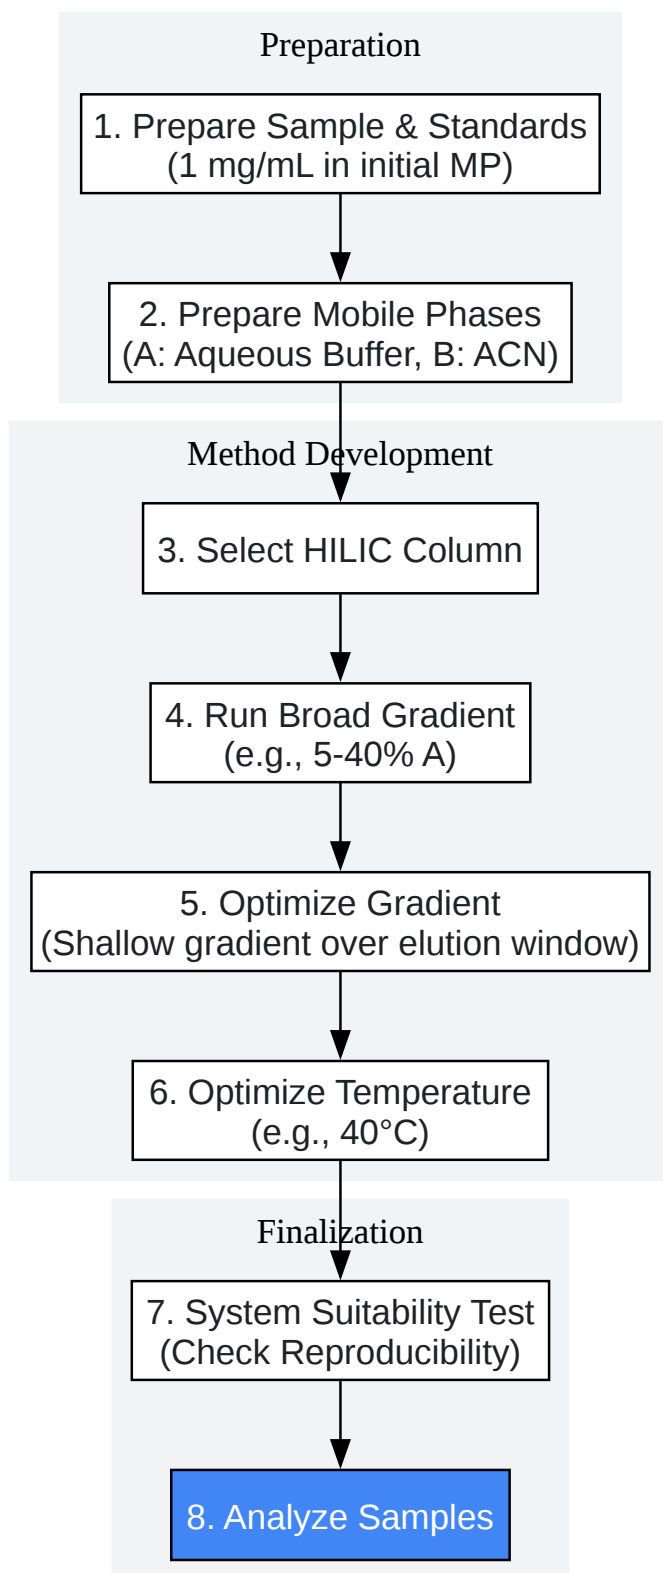 Preparation
1. Prepare Sample & Standards
(1 mg/mL in initial MP)
2. Prepare Mobile Phases
(A: Aqueous Buffer, B: ACN)
Method Development
3. Select HILIC Column
4. Run Broad Gradient
(e.g., 5-40% A)
5. Optimize Gradient
(Shallow gradient over elution window)
6. Optimize Temperature
(e.g., 40°C)
Finalization
7. System Suitability Test
(Check Reproducibility)
8. Analyze Samples